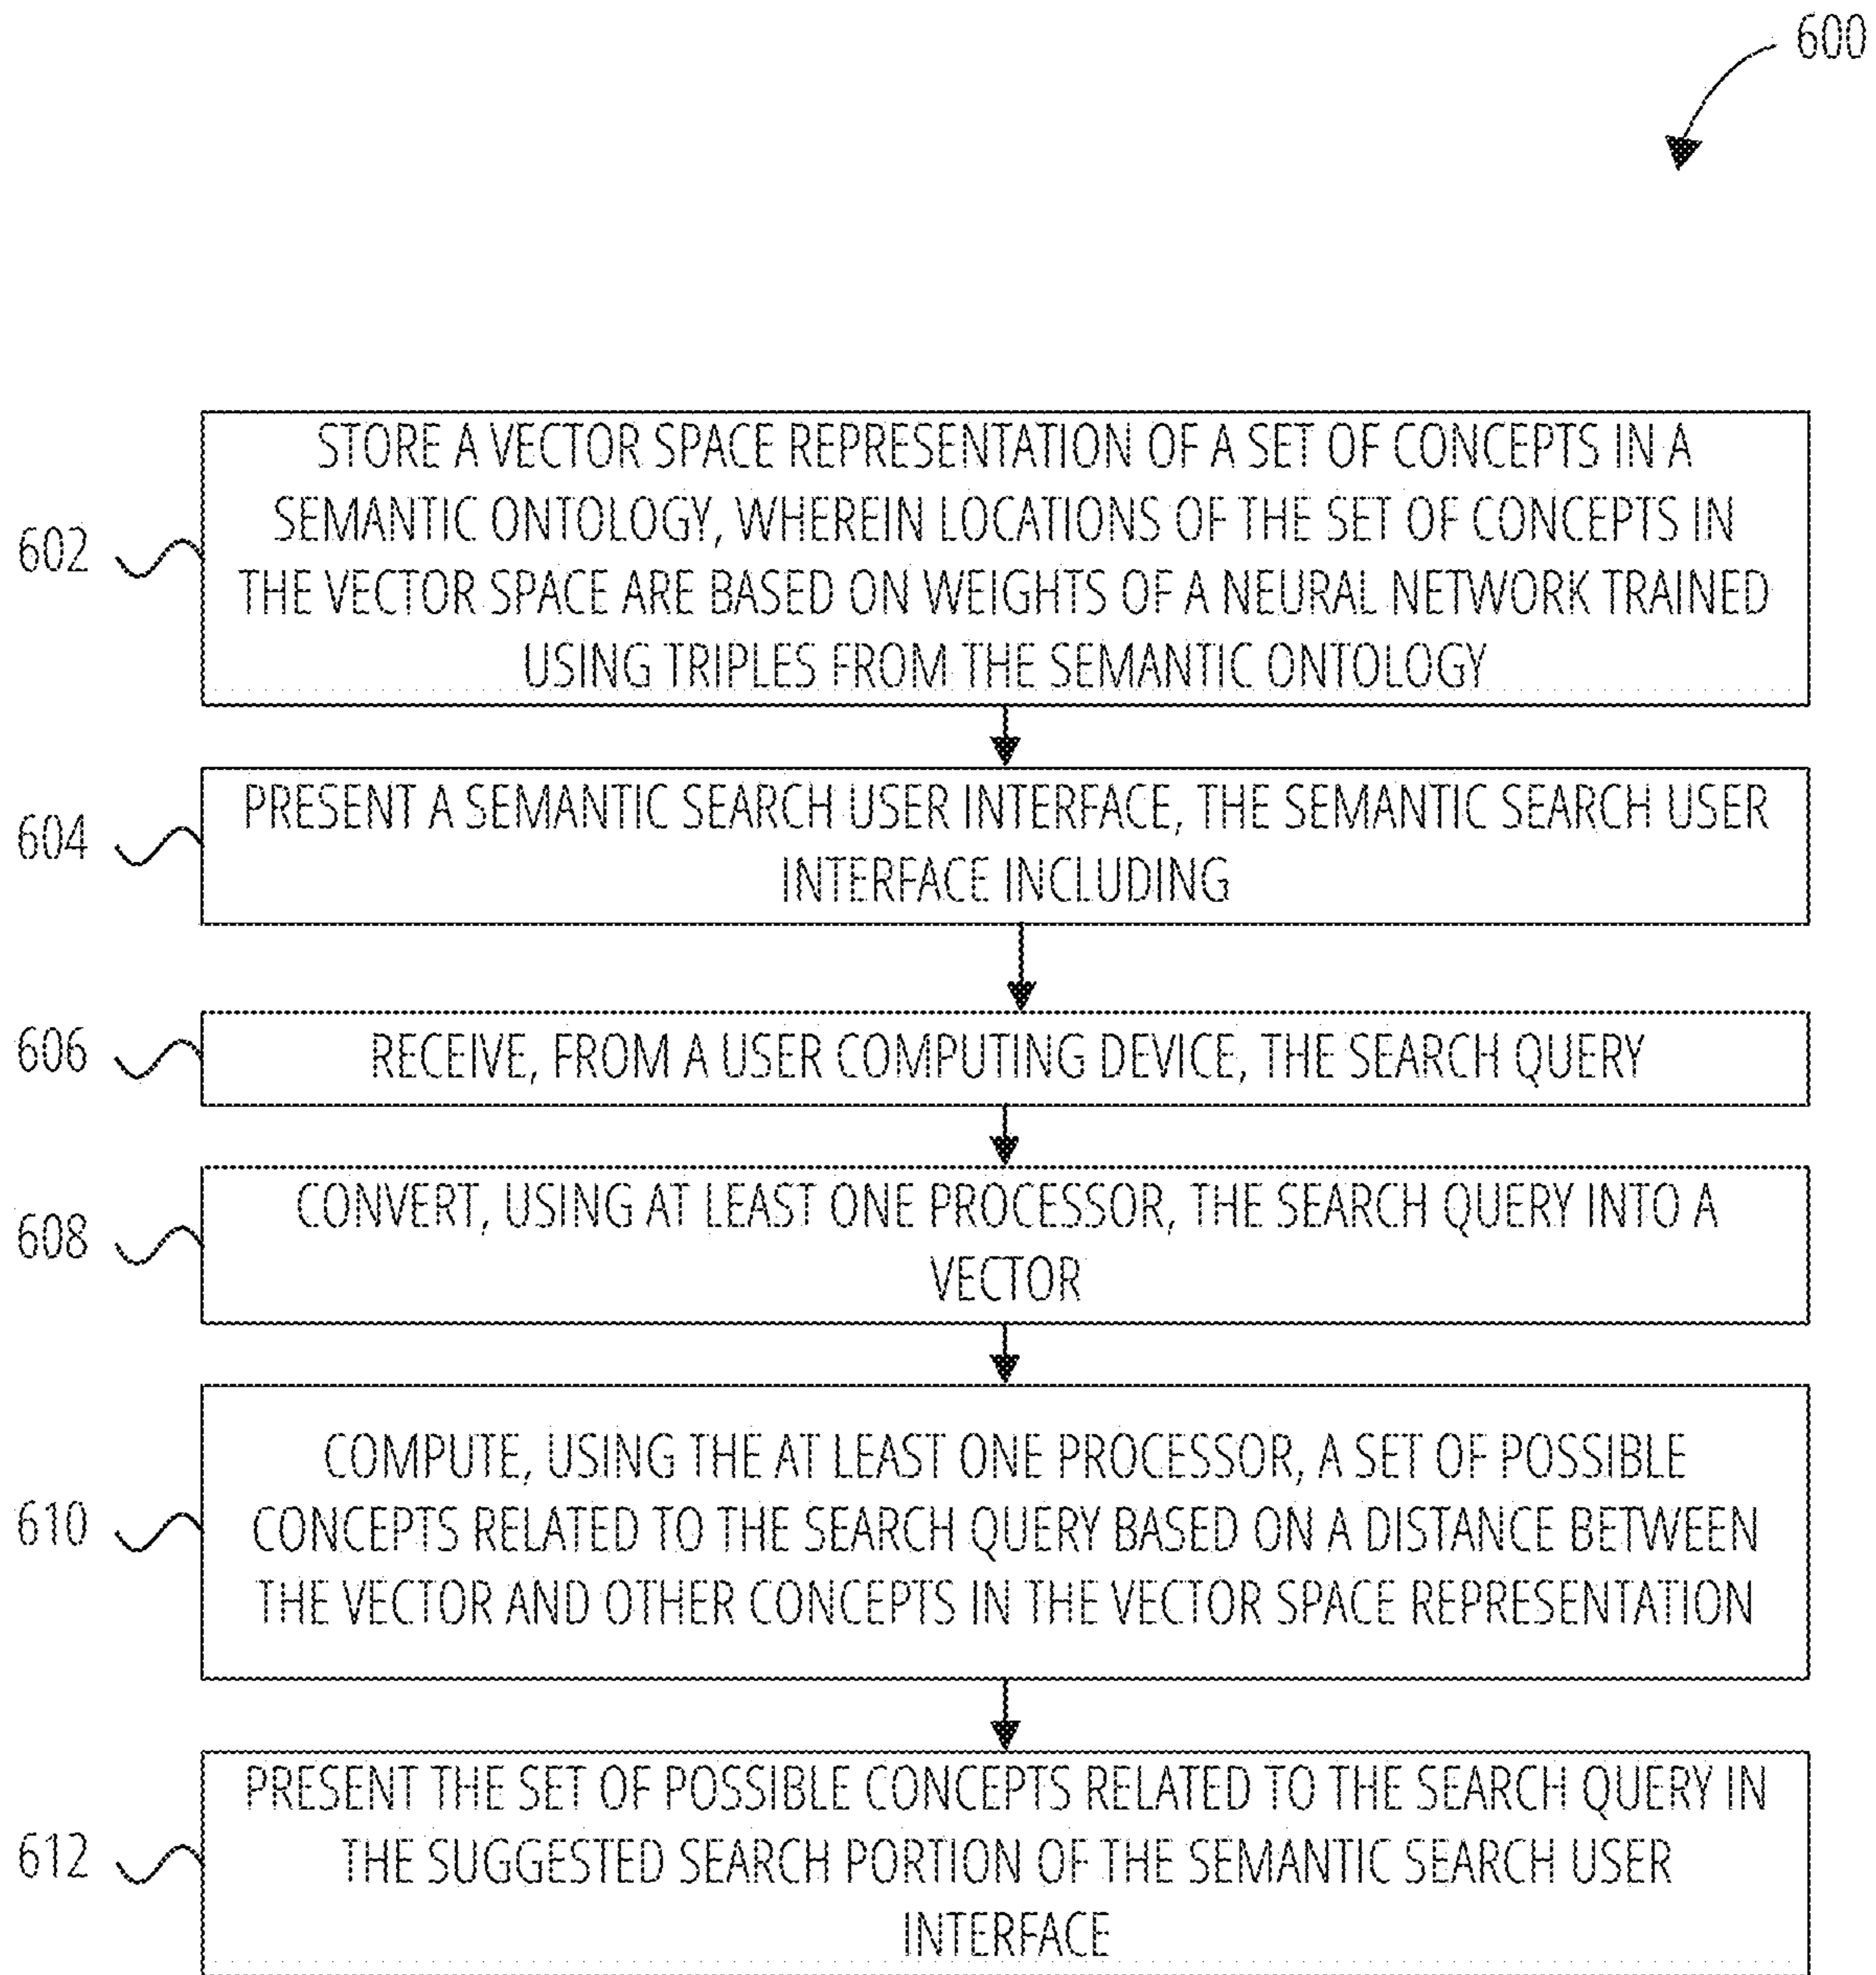 600
STORE A VECTOR SPACE REPRESENTATION OF A SET OF CONCEPTS IN A
SEMANTIC ONTOLOGY, WHEREIN LOCATIONS OF THE SET OF CONCEPTS IN
602
THE VECTOR SPACE ARE BASED ON WEIGHTS OF A NEURAL NETWORK TRAINED
USING TRIPLES FROM THE SEMANTIC ONTOLOGY
604
PRESENT A SEMANTIC SEARCH USER INTERFACE, THE SEMANTIC SEARCH USER
INTERFACE INCLUDING
606
RECEIVE, FROM A USER COMPUTING DEVICE, THE SEARCH QUERY
608
CONVERT, USING AT LEAST ONE PROCESSOR, THE SEARCH QUERY INTO A
VECTOR
610
COMPUTE, USING THE AT LEAST ONE PROCESSOR, A SET OF POSSIBLE
CONCEPTS RELATED TO THE SEARCH QUERY BASED ON A DISTANCE BETWEEN
THE VECTOR AND OTHER CONCEPTS IN THE VECTOR SPACE REPRESENTATION
612
PRESENT THE SET OF POSSIBLE CONCEPTS RELATED TO THE SEARCH QUERY IN
THE SUGGESTED SEARCH PORTION OF THE SEMANTIC SEARCH USER
INTERFACE